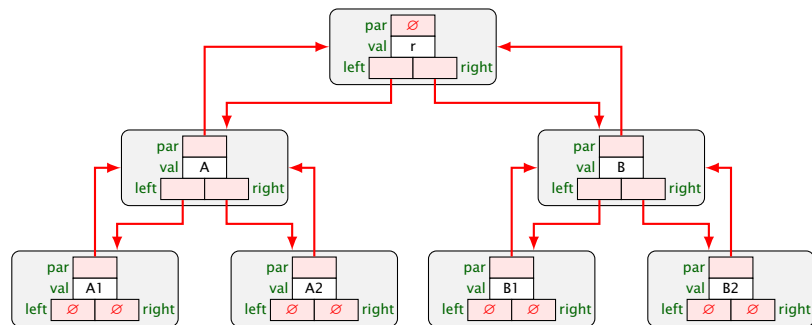 par ∅
val r
left right
par
val A
left right
par
val B
left right
par
val A1
left ∅ ∅ right
par
val A2
left ∅ ∅ right
par
val B1
left ∅ ∅ right
par
val B2
left ∅ ∅ right